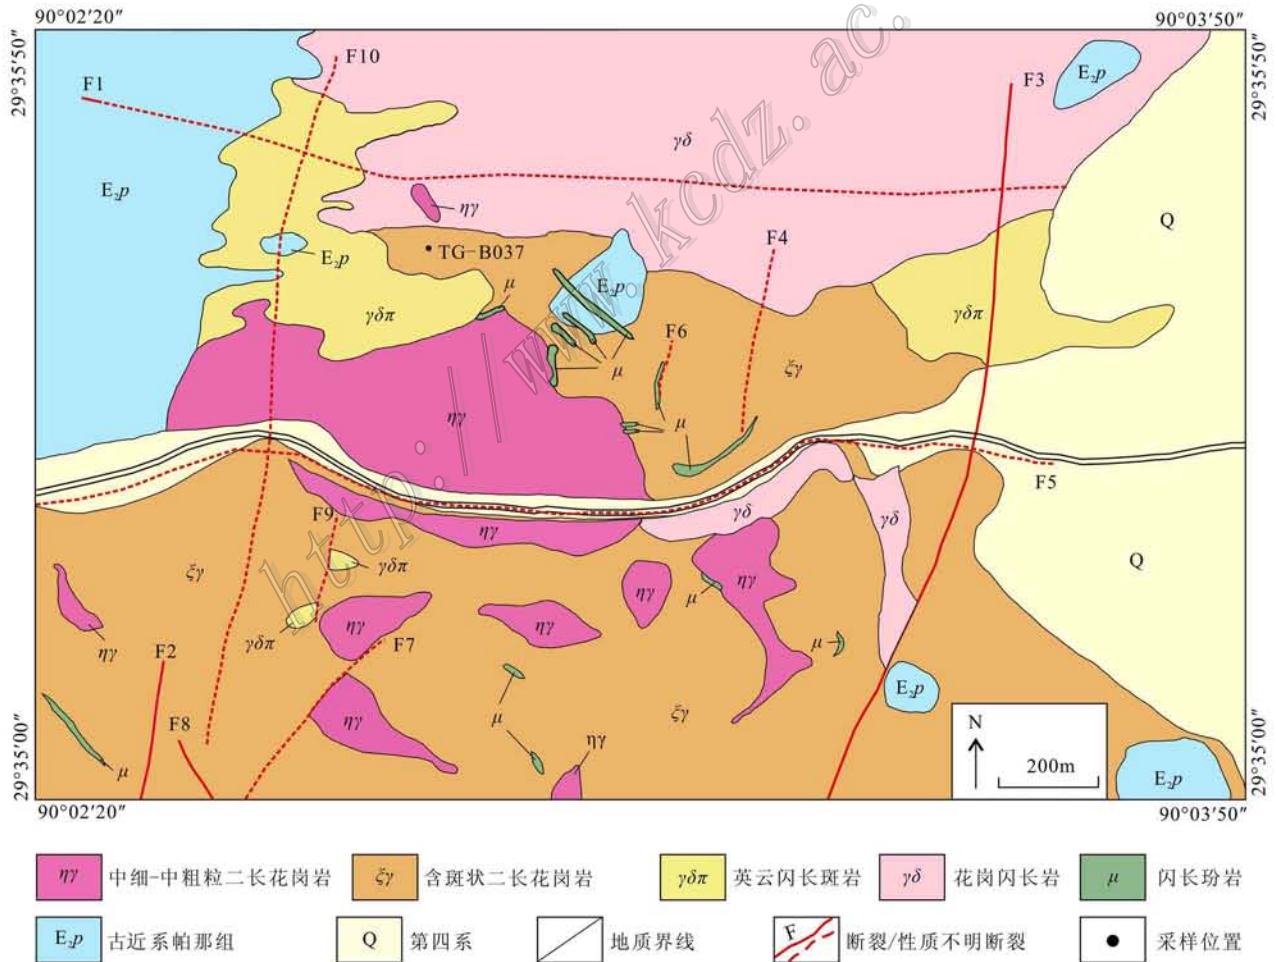 90°02′20″
90°03′50″
29°35′50″
29°35′50″
F10
F1
F3
E₂p
γδ
E₂p
ηγ
Q
F4
TG-B037
E₂p
μ
E₂p
γδπ
γδπ
F6
μ
ξγ
ηγ
μ
F5
F9
γδ
γδ
ηγ
Q
ξγ
γδπ
ηγ
μ
ηγ
ηγ
ηγ
γδπ
F7
μ
ηγ
F2
E₂p
ηγ
ξγ
μ
F8
N
ηγ
200m
μ
E₂p
29°35′00″
29°35′00″
90°02′20″
90°03′50″
http://www.kcdz.ac.
ηγ 中细-中粗粒二长花岗岩
ξγ 含斑状二长花岗岩
γδπ 英云闪长斑岩
γδ 花岗闪长岩
μ 闪长玢岩
E₂p 古近系帕那组
Q 第四系
地质界线
F 断裂/性质不明断裂
采样位置